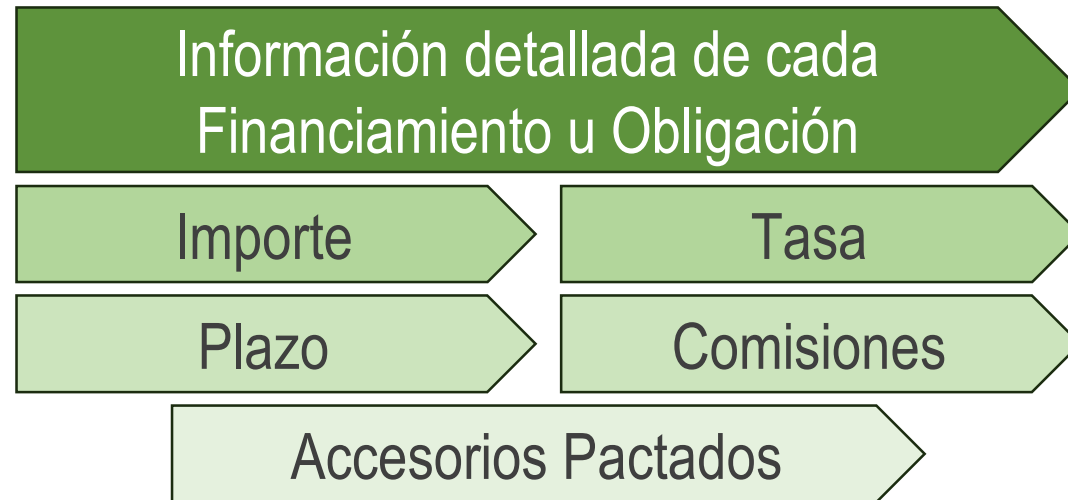 Información detallada de cada
Financiamiento u Obligación
Importe
Tasa
Plazo
Comisiones
Accesorios Pactados